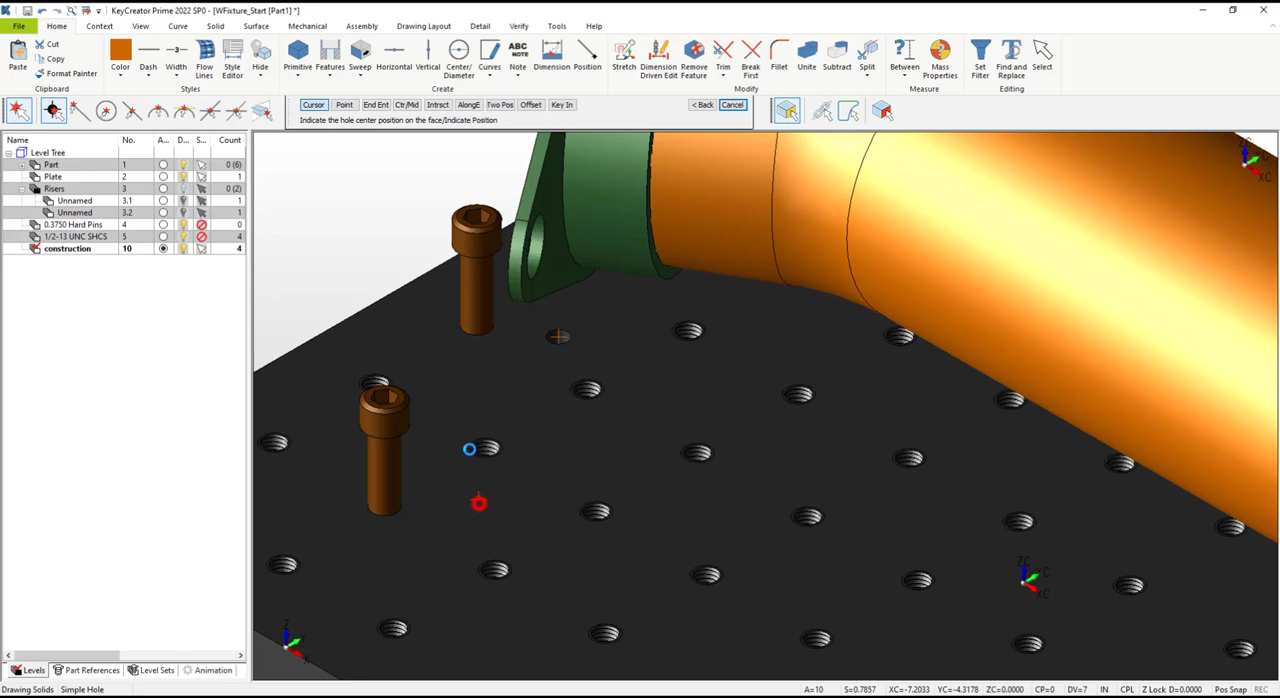 KeyCreator Prime 2022 SP0 - [WFixture_Start [Part1] *]
File Home Context View Curve Solid Surface Mechanical Assembly Drawing Layout Detail Verify Tools Help
Paste
Cut
Copy
Format Painter
Clipboard
Color Dash Width Flow Lines Style Editor Hide
Styles
Primitive Features Sweep Horizontal Vertical Center/ Diameter Curves ABC NOTE Note Dimension Position
Create
Stretch Dimension Driven Edit Remove Feature Trim Break First Fillet Unite Subtract Split
Modify
Between Mass Properties
Measure
Set Filter Find and Replace Select
Editing
Cursor Point End Ent Ctr/Mid Intrsct AlongE Two Pos Offset Key In < Back Cancel
Indicate the hole center position on the face/Indicate Position
Name No. A... D... S... Count
Level Tree
Part 1 0 (6)
Plate 2 1
Risers 3 0 (2)
Unnamed 3.1 1
Unnamed 3.2 1
0.3750 Hard Pins 4 0
1/2-13 UNC SHCS 5 4
construction 10 4
ZC
XC
ZC
YC
XC
Z
X
Levels Part References Level Sets Animation
Drawing Solids Simple Hole A=10 S=0.7857 XC=-7.2033 YC=-4.3178 ZC=0.0000 CP=0 DV=7 IN CPL Z Lock D=0.0000 Pos Snap REC